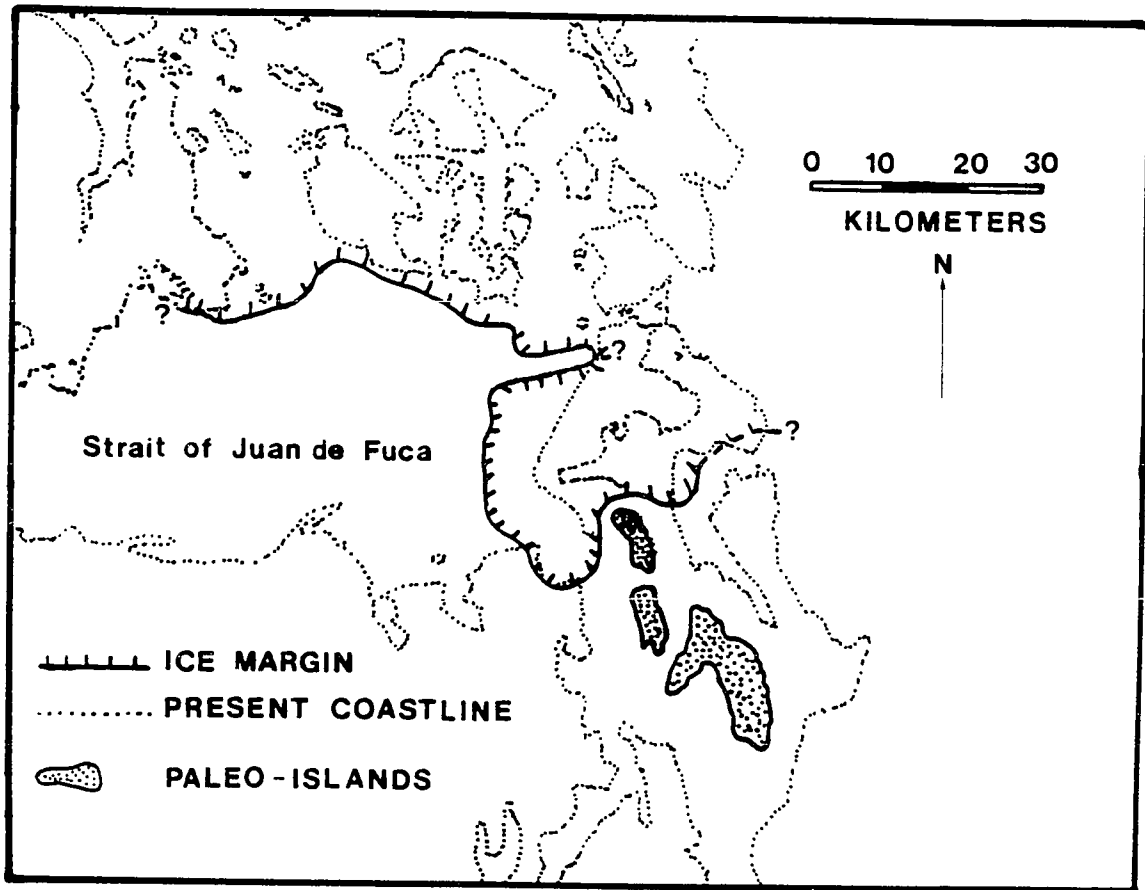 0 10 20 30
KILOMETERS
N
?
?
?
Strait of Juan de Fuca
ICE MARGIN
PRESENT COASTLINE
PALEO-ISLANDS